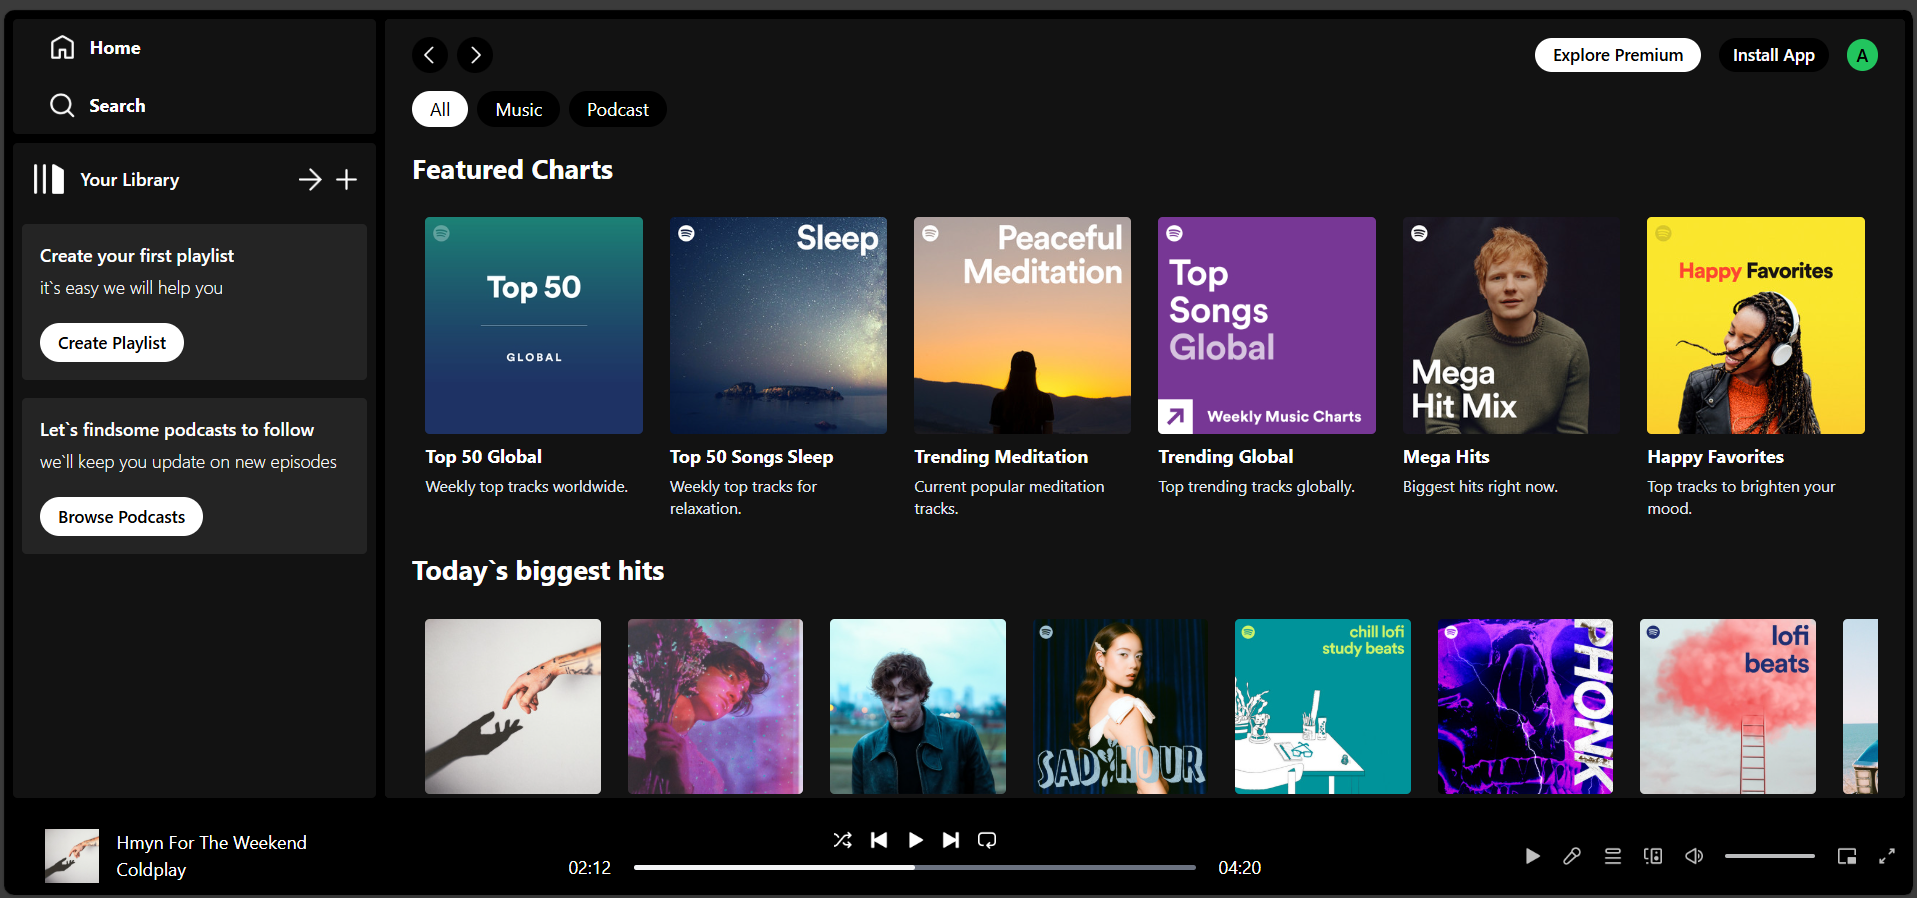 Home
Search
Your Library
Create your first playlist
it`s easy we will help you
Create Playlist
Let`s findsome podcasts to follow
we`ll keep you update on new episodes
Browse Podcasts
Explore Premium
Install App
A
All
Music
Podcast
Featured Charts
Top 50
GLOBAL
Top 50 Global
Weekly top tracks worldwide.
Sleep
Top 50 Songs Sleep
Weekly top tracks for
relaxation.
Peaceful
Meditation
Trending Meditation
Current popular meditation
tracks.
Top
Songs
Global
Weekly Music Charts
Trending Global
Top trending tracks globally.
Mega
Hit Mix
Mega Hits
Biggest hits right now.
Happy Favorites
Happy Favorites
Top tracks to brighten your
mood.
Today`s biggest hits
SAD HOUR
chill lofi
study beats
PHONK
lofi
beats
Hmyn For The Weekend
Coldplay
02:12
04:20